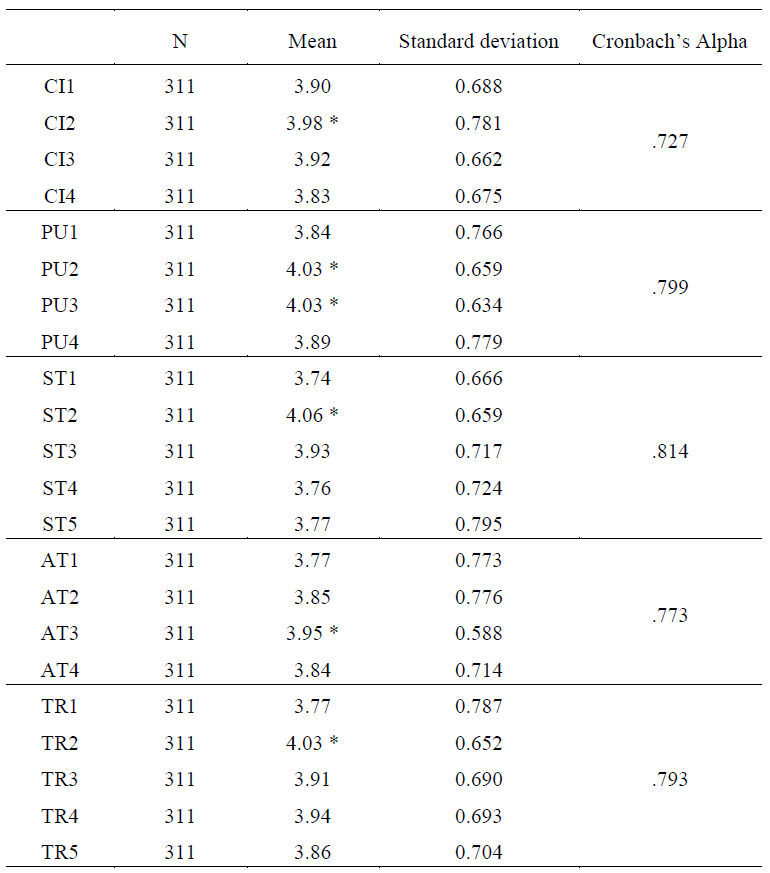 N Mean Standard deviation Cronbach’s Alpha
CI1 311 3.90 0.688
CI2 311 3.98 * 0.781
.727
CI3 311 3.92 0.662
CI4 311 3.83 0.675
PU1 311 3.84 0.766
PU2 311 4.03 * 0.659
.799
PU3 311 4.03 * 0.634
PU4 311 3.89 0.779
ST1 311 3.74 0.666
ST2 311 4.06 * 0.659
ST3 311 3.93 0.717 .814
ST4 311 3.76 0.724
ST5 311 3.77 0.795
AT1 311 3.77 0.773
AT2 311 3.85 0.776
.773
AT3 311 3.95 * 0.588
AT4 311 3.84 0.714
TR1 311 3.77 0.787
TR2 311 4.03 * 0.652
TR3 311 3.91 0.690 .793
TR4 311 3.94 0.693
TR5 311 3.86 0.704